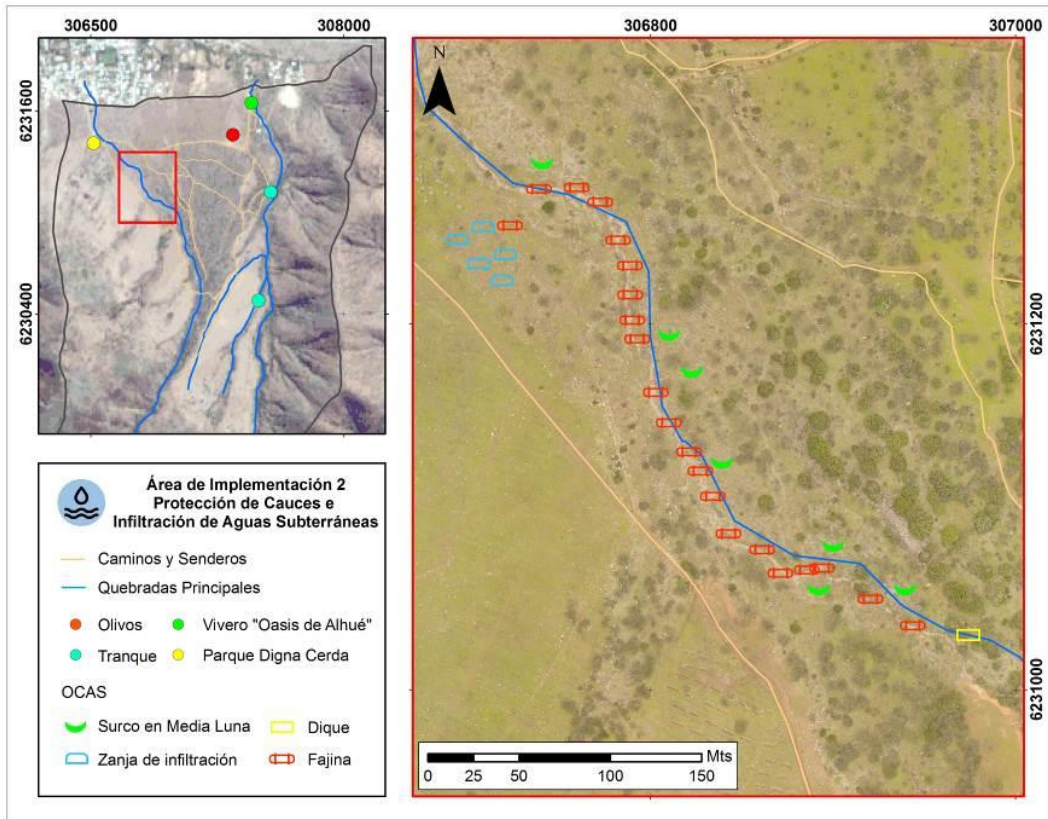 306500
308000
306800
307000
6231600
6230400
6231200
6231000
N
Área de Implementación 2
Protección de Cauces e
Infiltración de Aguas Subterráneas
Caminos y Senderos
Quebradas Principales
Olivos
Vivero "Oasis de Alhué"
Tranque
Parque Digna Cerda
OCAS
Surco en Media Luna
Dique
Zanja de infiltración
Fajina
Mts
0 25 50 100 150